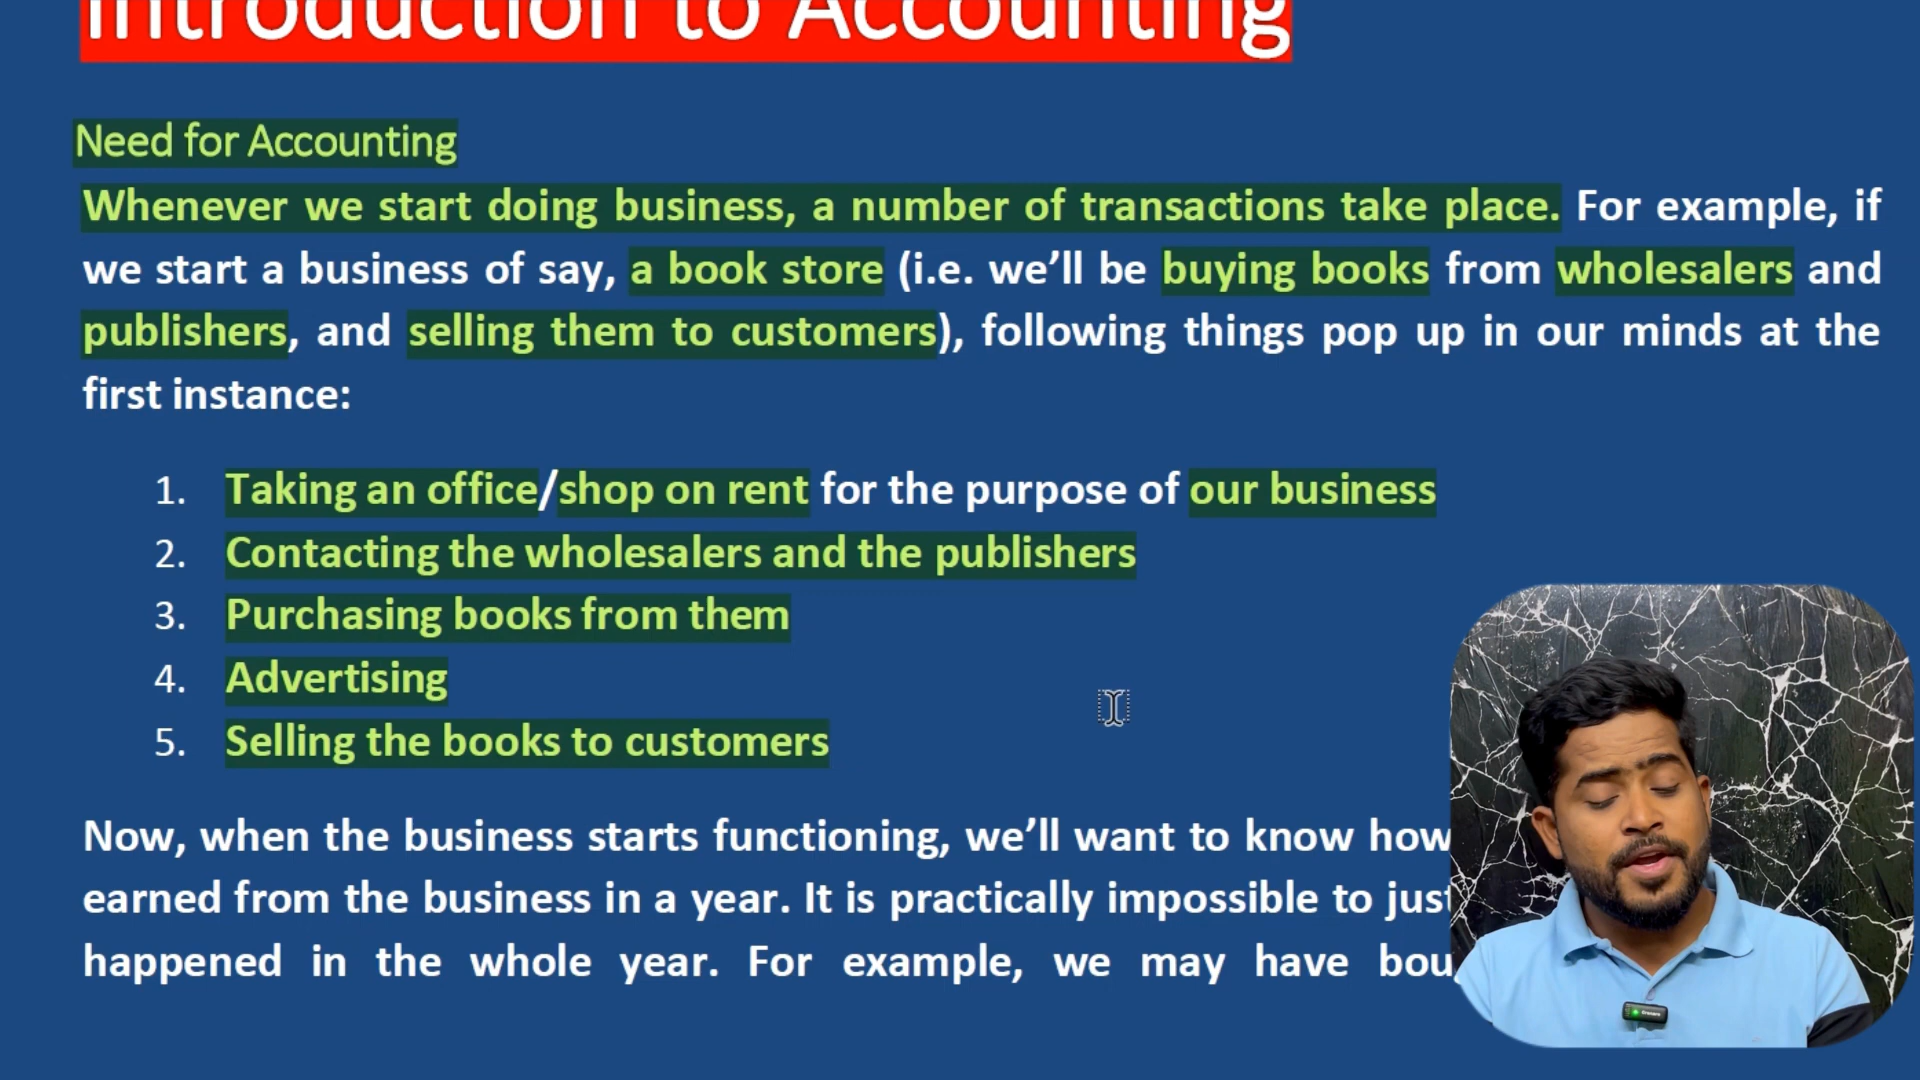 Introduction to Accounting
Need for Accounting
Whenever we start doing business, a number of transactions take place. For example, if
we start a business of say, a book store (i.e. we’ll be buying books from wholesalers and
publishers, and selling them to customers), following things pop up in our minds at the
first instance:
1. Taking an office/shop on rent for the purpose of our business
2. Contacting the wholesalers and the publishers
3. Purchasing books from them
4. Advertising
5. Selling the books to customers
Now, when the business starts functioning, we’ll want to know how
earned from the business in a year. It is practically impossible to just
happened in the whole year. For example, we may have